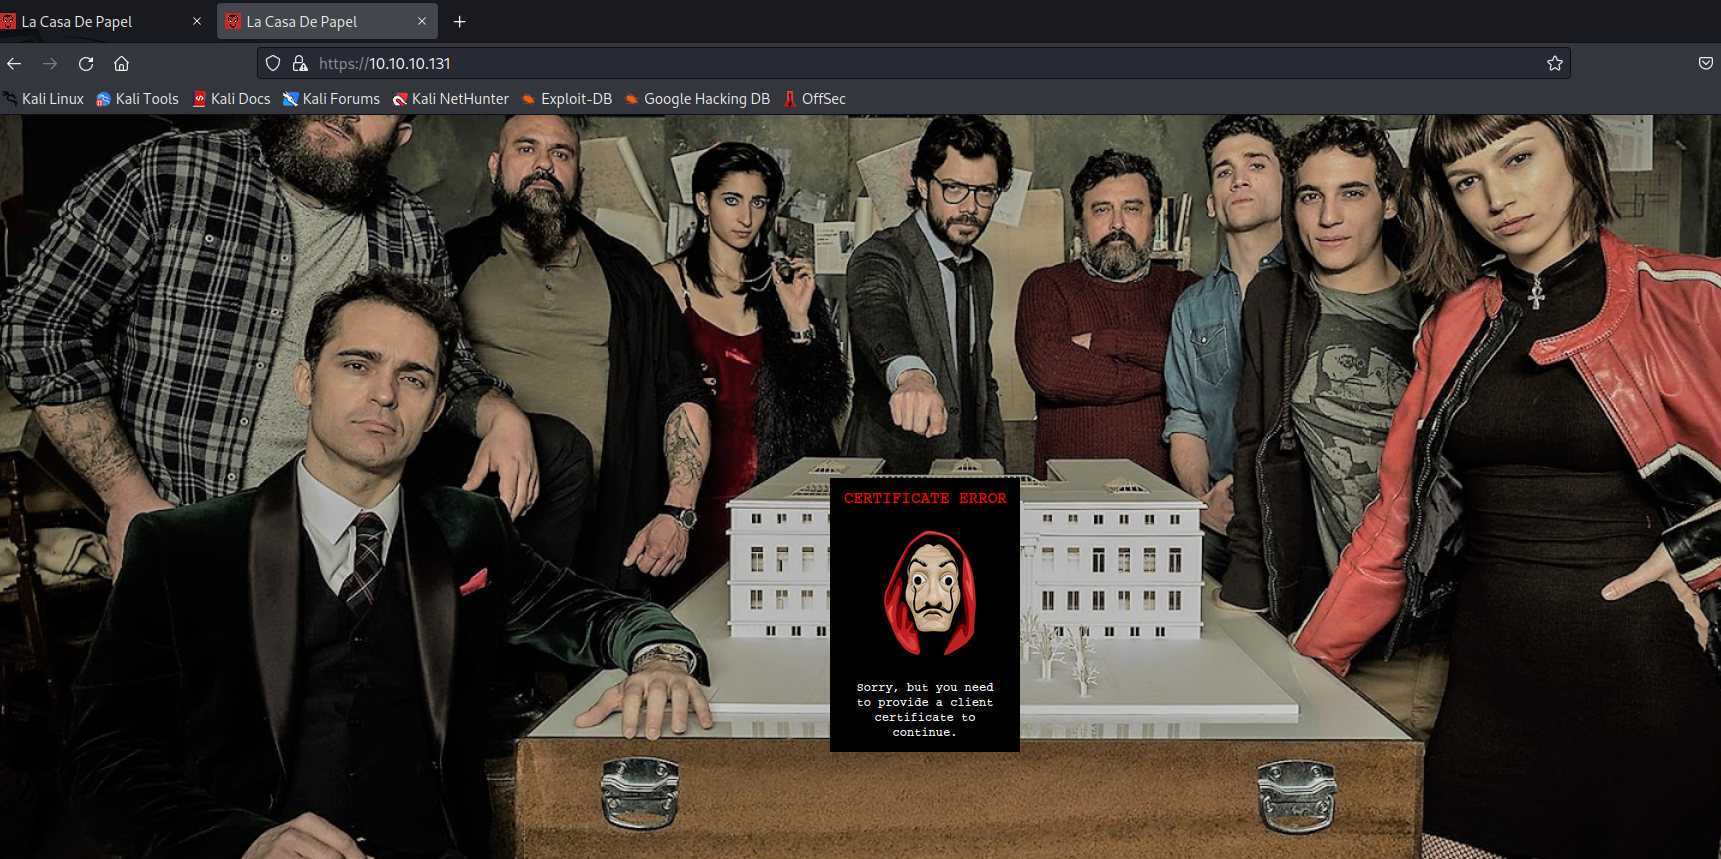 La Casa De Papel
La Casa De Papel
https://10.10.10.131
Kali Linux Kali Tools Kali Docs Kali Forums Kali NetHunter Exploit-DB Google Hacking DB OffSec
CERTIFICATE ERROR
Sorry, but you need
to provide a client
certificate to
continue.